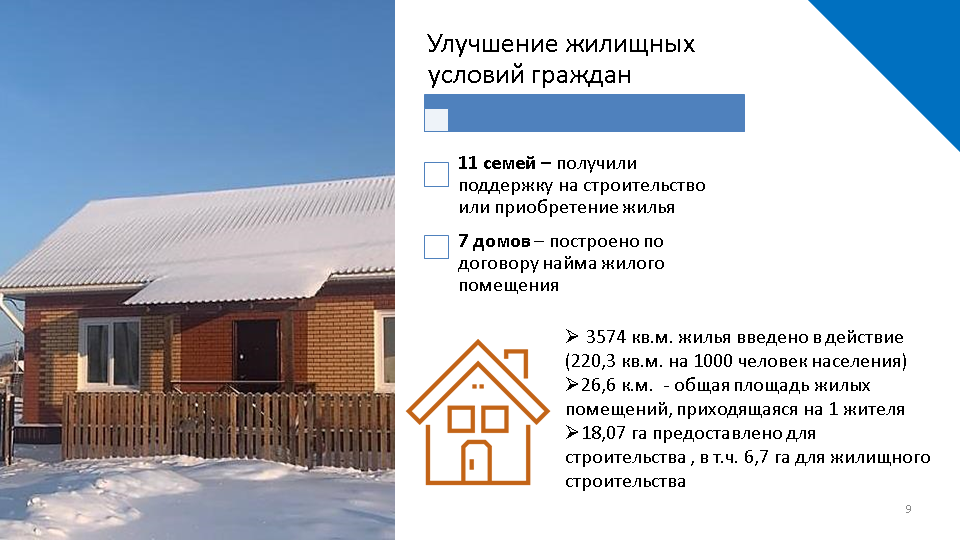 Улучшение жилищных
условий граждан
11 семей – получили
поддержку на строительство
или приобретение жилья
7 домов – построено по
договору найма жилого
помещения
➢ 3574 кв.м. жилья введено в действие
(220,3 кв.м. на 1000 человек населения)
➢26,6 к.м. - общая площадь жилых
помещений, приходящаяся на 1 жителя
➢18,07 га предоставлено для
строительства , в т.ч. 6,7 га для жилищного
строительства
9